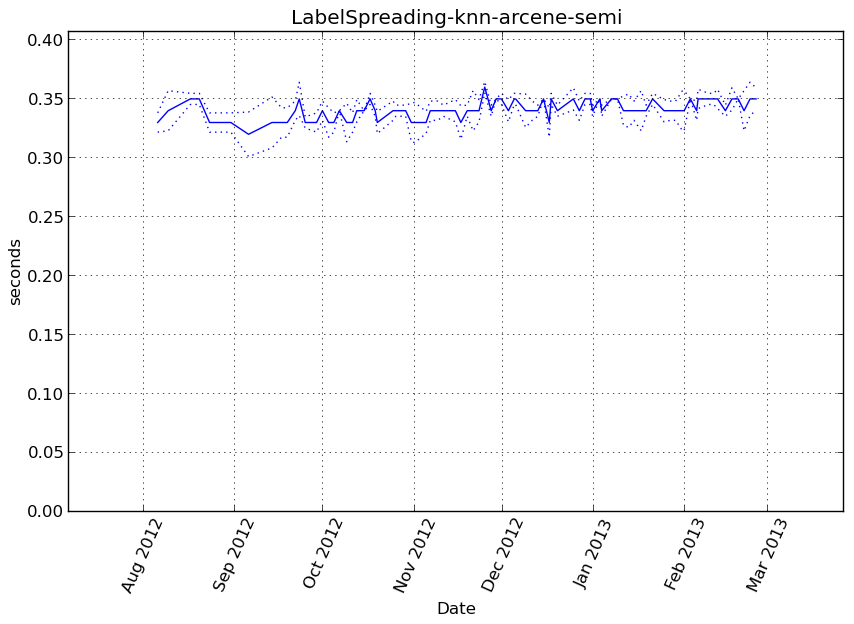 LabelSpreading-knn-arcene-semi
0.40
0.35
0.30
0.25
0.20
0.15
0.10
0.05
0.00
seconds
Aug 2012
Sep 2012
Oct 2012
Nov 2012
Dec 2012
Jan 2013
Feb 2013
Mar 2013
Date